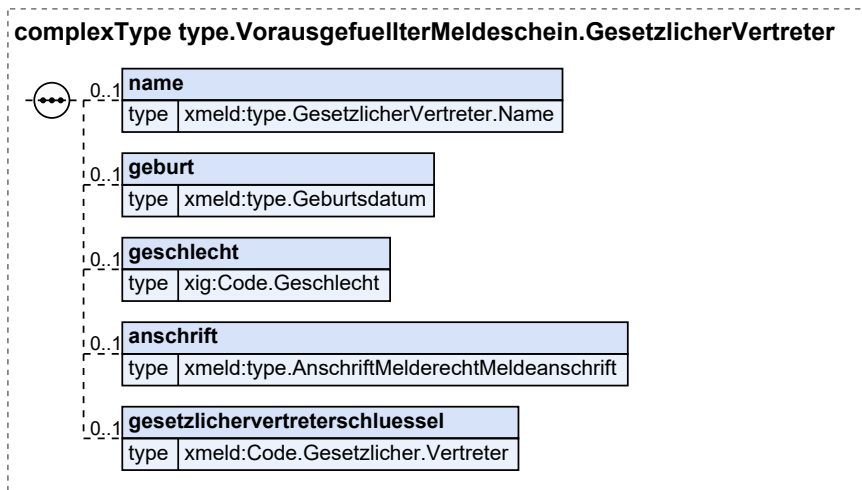 complexType type.VorausgefuellterMeldeschein.GesetzlicherVertreter
0..1 name
type xmeld:type.GesetzlicherVertreter.Name
0..1 geburt
type xmeld:type.Geburtsdatum
0..1 geschlecht
type xig:Code.Geschlecht
0..1 anschrift
type xmeld:type.AnschriftMelderechtMeldeanschrift
0..1 gesetzlichervertreterschluessel
type xmeld:Code.Gesetzlicher.Vertreter